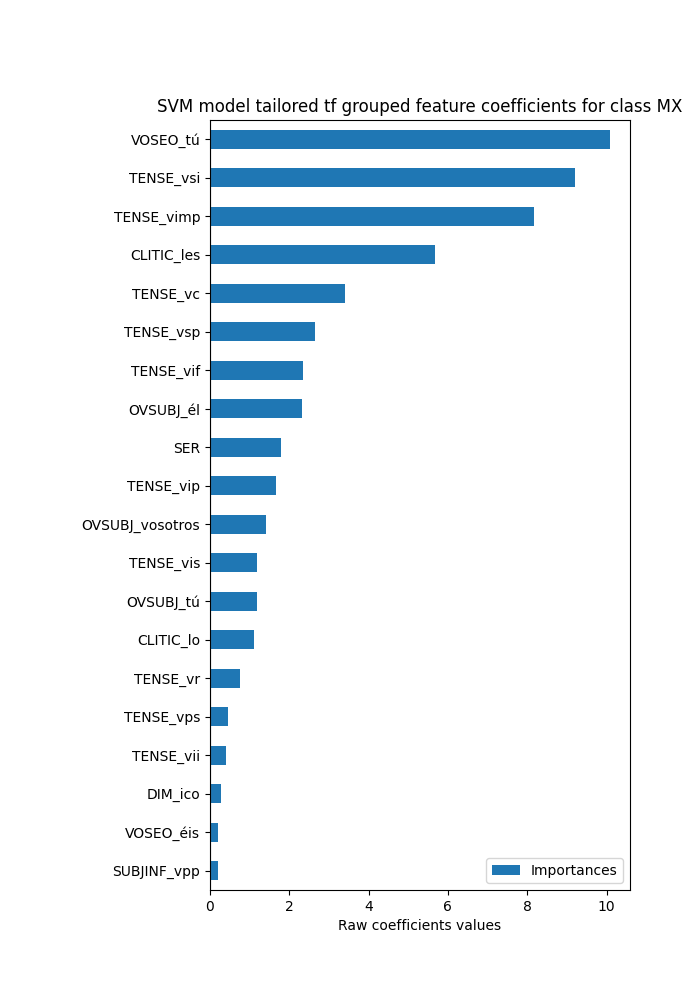 SVM model tailored tf grouped feature coefficients for class MX
VOSEO_tú
TENSE_vsi
TENSE_vimp
CLITIC_les
TENSE_vc
TENSE_vsp
TENSE_vif
OVSUBJ_él
SER
TENSE_vip
OVSUBJ_vosotros
TENSE_vis
OVSUBJ_tú
CLITIC_lo
TENSE_vr
TENSE_vps
TENSE_vii
DIM_ico
VOSEO_éis
SUBJINF_vpp
Importances
0 2 4 6 8 10
Raw coefficients values